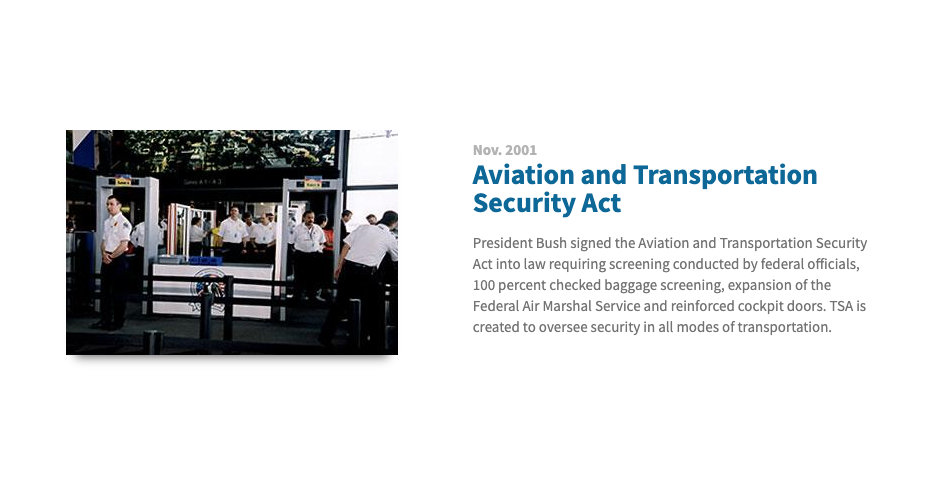 Nov. 2001
Aviation and Transportation
Security Act
President Bush signed the Aviation and Transportation Security
Act into law requiring screening conducted by federal officials,
100 percent checked baggage screening, expansion of the
Federal Air Marshal Service and reinforced cockpit doors. TSA is
created to oversee security in all modes of transportation.